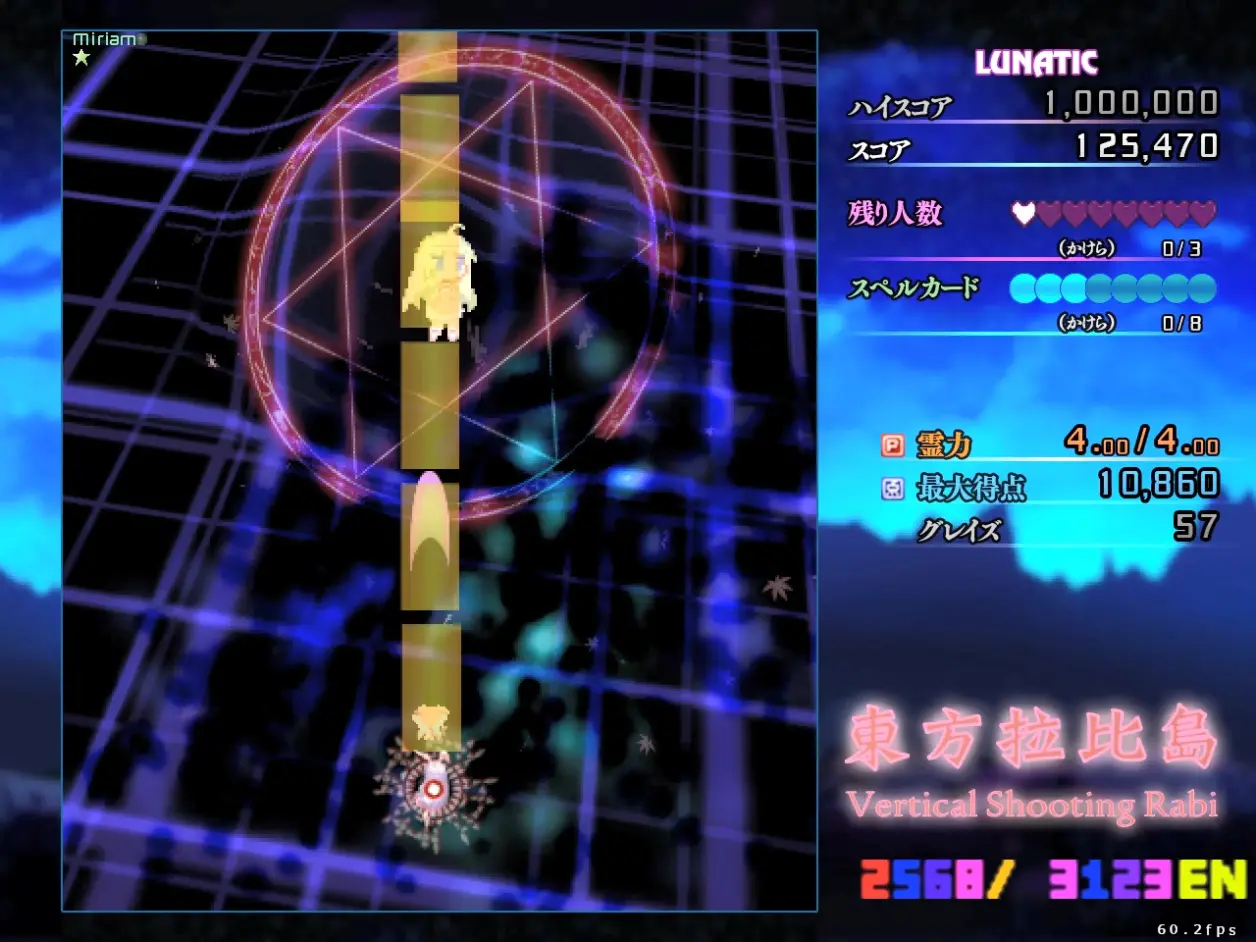 Miriam
LUNATIC
ハイスコア 1,000,000
スコア 125,470
残り人数
(かけら) 0/3
スペルカード
(かけら) 0/8
P 霊力 4.00/4.00
点 最大得点 10,860
グレイズ 57
東方拉比島
Vertical Shooting Rabi
2568/ 3123EN
60.2fps